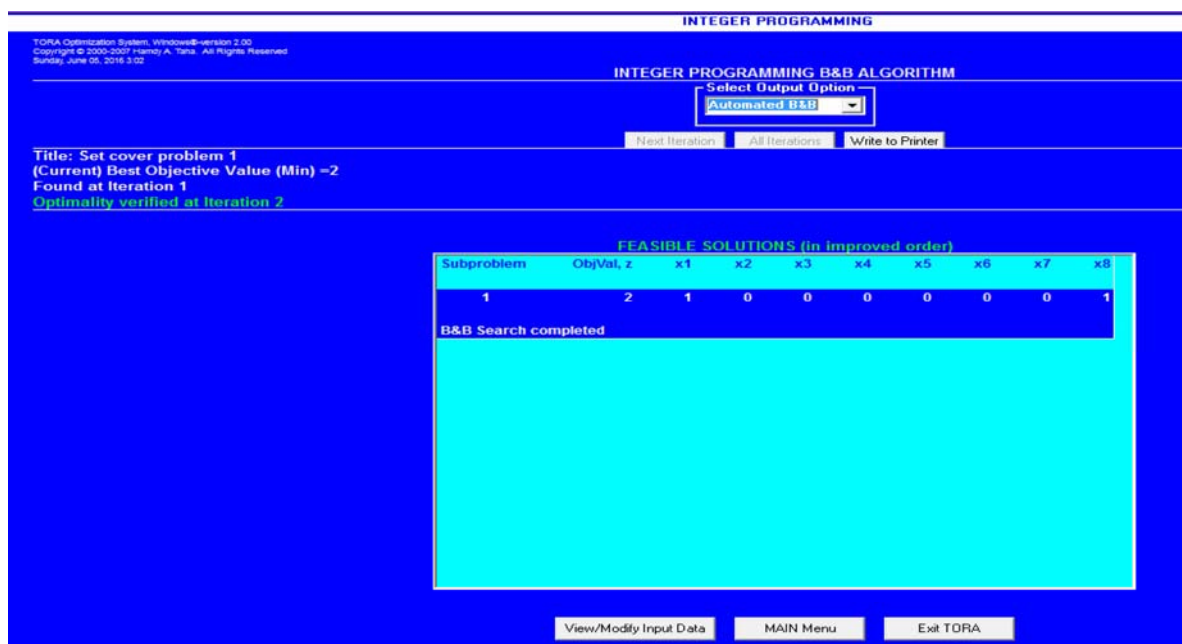 INTEGER PROGRAMMING
TORA Optimization System, Windows®-version 2.00
Copyright © 2000-2007 Hamdy A. Taha. All Rights Reserved
Sunday, June 05, 2016 3:02
INTEGER PROGRAMMING B&B ALGORITHM
Select Output Option
Automated B&B
Next Iteration All Iterations Write to Printer
Title: Set cover problem 1
(Current) Best Objective Value (Min) =2
Found at Iteration 1
Optimality verified at Iteration 2
FEASIBLE SOLUTIONS (in improved order)
Subproblem ObjVal, z x1 x2 x3 x4 x5 x6 x7 x8
1 2 1 0 0 0 0 0 0 1
B&B Search completed
View/Modify Input Data MAIN Menu Exit TORA